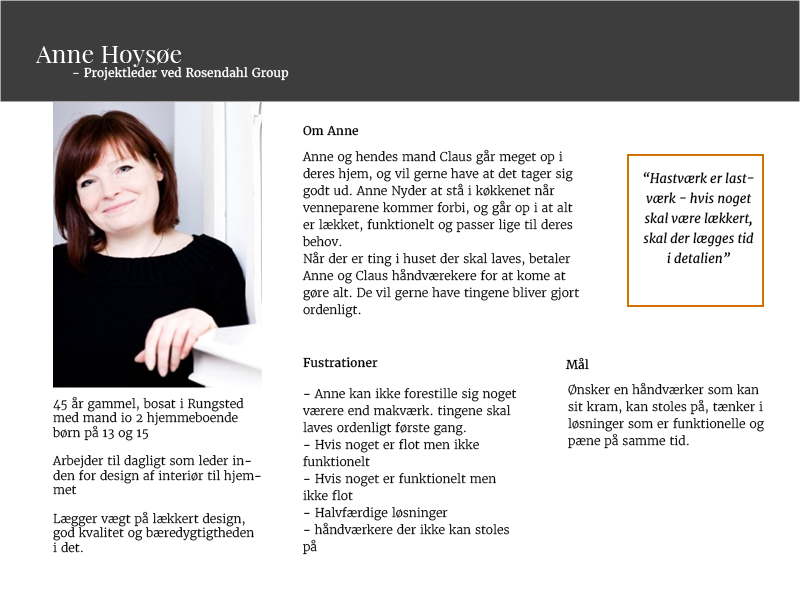 Anne Hoysøe
- Projektleder ved Rosendahl Group
Om Anne
Anne og hendes mand Claus går meget op i
deres hjem, og vil gerne have at det tager sig
godt ud. Anne Nyder at stå i køkkenet når
venneparene kommer forbi, og går op i at alt
er lækket, funktionelt og passer lige til deres
behov.
Når der er ting i huset der skal laves, betaler
Anne og Claus håndværekere for at kome at
gøre alt. De vil gerne have tingene bliver gjort
ordenligt.
“Hastværk er last-
værk - hvis noget
skal være lækkert,
skal der lægges tid
i detalien”
45 år gammel, bosat i Rungsted
med mand io 2 hjemmeboende
børn på 13 og 15
Arbejder til dagligt som leder in-
den for design af interiør til hjem-
met
Lægger vægt på lækkert design,
god kvalitet og bæredygtigtheden
i det.
Fustrationer
- Anne kan ikke forestille sig noget
værere end makværk. tingene skal
laves ordenligt første gang.
- Hvis noget er flot men ikke
funktionelt
- Hvis noget er funktionelt men
ikke flot
- Halvfærdige løsninger
- håndværkere der ikke kan stoles
på
Mål
Ønsker en håndværker som kan
sit kram, kan stoles på, tænker i
løsninger som er funktionelle og
pæne på samme tid.